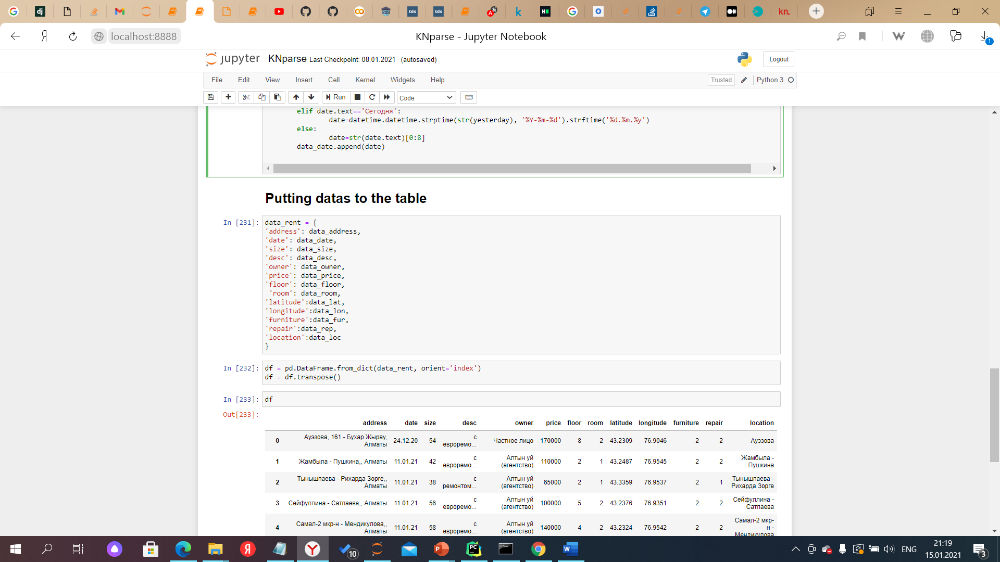 localhost:8888
KNparse - Jupyter Notebook
jupyter KNparse Last Checkpoint: 08.01.2021 (autosaved)
Logout
File Edit View Insert Cell Kernel Widgets Help
Trusted Python 3
Run Code
elif date.text=='Сегодня':
date=datetime.datetime.strptime(str(yesterday), '%Y-%m-%d').strftime('%d.%m.%y')
else:
date=str(date.text)[0:8]
data_date.append(date)
Putting datas to the table
In [231]: data_rent = {
'address': data_address,
'date': data_date,
'size': data_size,
'desc': data_desc,
'owner': data_owner,
'price': data_price,
'floor': data_floor,
'room': data_room,
'latitude':data_lat,
'longitude':data_lon,
'furniture':data_fur,
'repair':data_rep,
'location':data_loc
}
In [232]: df = pd.DataFrame.from_dict(data_rent, orient='index')
df = df.transpose()
In [233]: df
Out[233]:
address date size desc owner price floor room latitude longitude furniture repair location
0 Ауэзова, 161 - Бухар Жырау, Алматы 24.12.20 54 с евроремо... Частное лицо 170000 8 2 43.2309 76.9046 2 2 Ауэзова
1 Жамбыла - Пушкина,, Алматы 11.01.21 42 с евроремо... Алтын уй (агентство) 110000 2 1 43.2487 76.9545 2 2 Жамбыла - Пушкина
2 Тынышпаева - Рихарда Зорге,, Алматы 11.01.21 38 с ремонтом... Алтын уй (агентство) 65000 2 1 43.3359 76.9537 2 1 Тынышпаева - Рихарда Зорге
3 Сейфуллина - Сатпаева,, Алматы 11.01.21 56 с евроремо... Алтын уй (агентство) 100000 5 2 43.2376 76.9351 2 2 Сейфуллина - Сатпаева
4 Самал-2 мкр-н - Мендикулова,, Алматы 11.01.21 58 с евроремо... Алтын уй (агентство) 140000 4 2 43.2324 76.9542 2 2 Самал-2 мкр-н - Мендикулова
10
ENG
21:19
15.01.2021
3